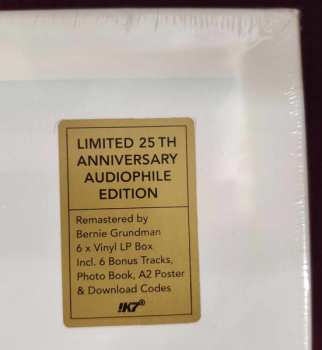 LIMITED 25TH
ANNIVERSARY
AUDIOPHILE
EDITION
Remastered by
Bernie Grundman
6 x Vinyl LP Box
Incl. 6 Bonus Tracks,
Photo Book, A2 Poster
& Download Codes
!K7®